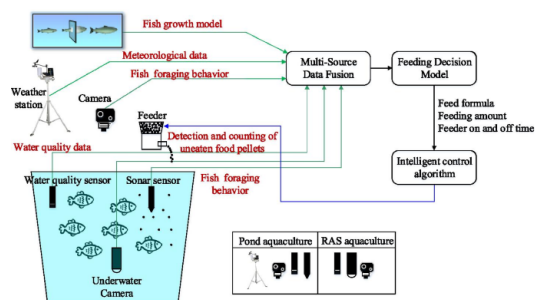 Fish growth model
Meteorological data
Fish foraging behavior
Weather
station
Camera
Feeder
Multi-Source
Data Fusion
Feeding Decision
Model
Feed formula
Feeding amount
Feeder on and off time
Intelligent control
algorithm
Detection and counting of
uneaten food pellets
Water quality data
Fish foraging
behavior
Water quality sensor
Sonar sensor
Underwater
Camera
Pond aquaculture
RAS aquaculture